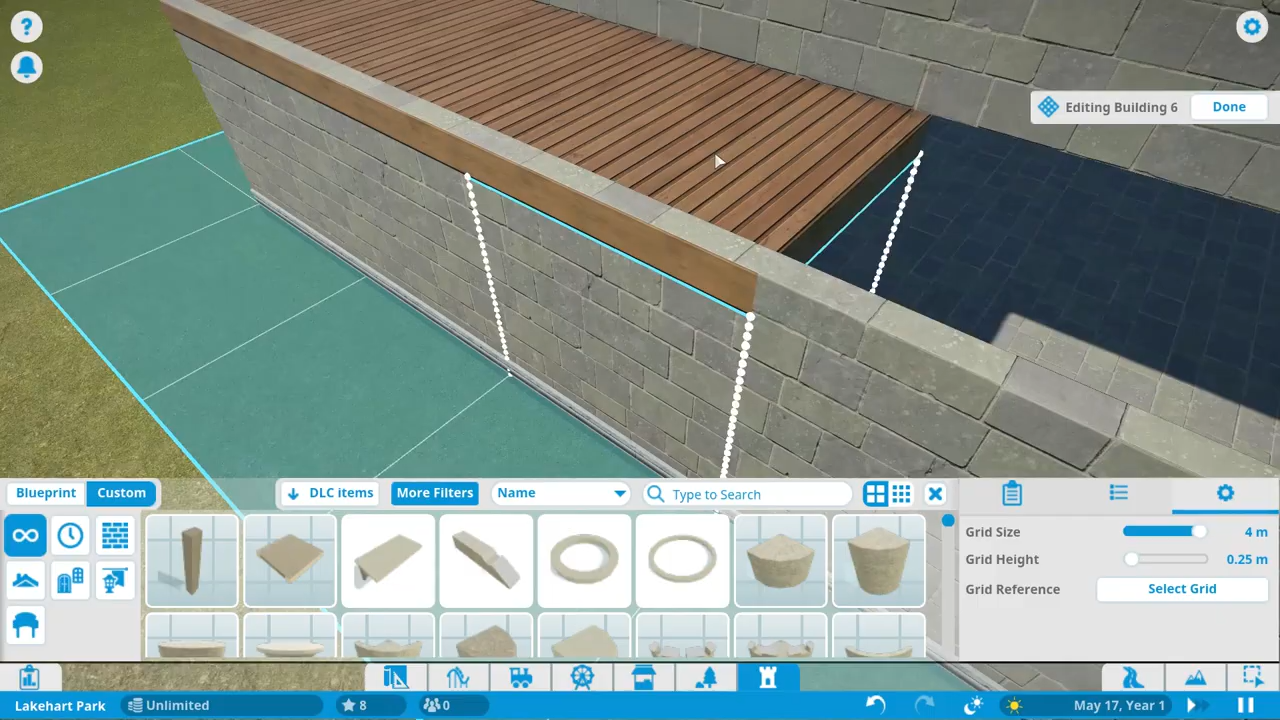 ?
Editing Building 6
Done
Blueprint
Custom
DLC items
More Filters
Name
Type to Search
Grid Size
4 m
Grid Height
0.25 m
Grid Reference
Select Grid
Lakehart Park
Unlimited
8
0
May 17, Year 1